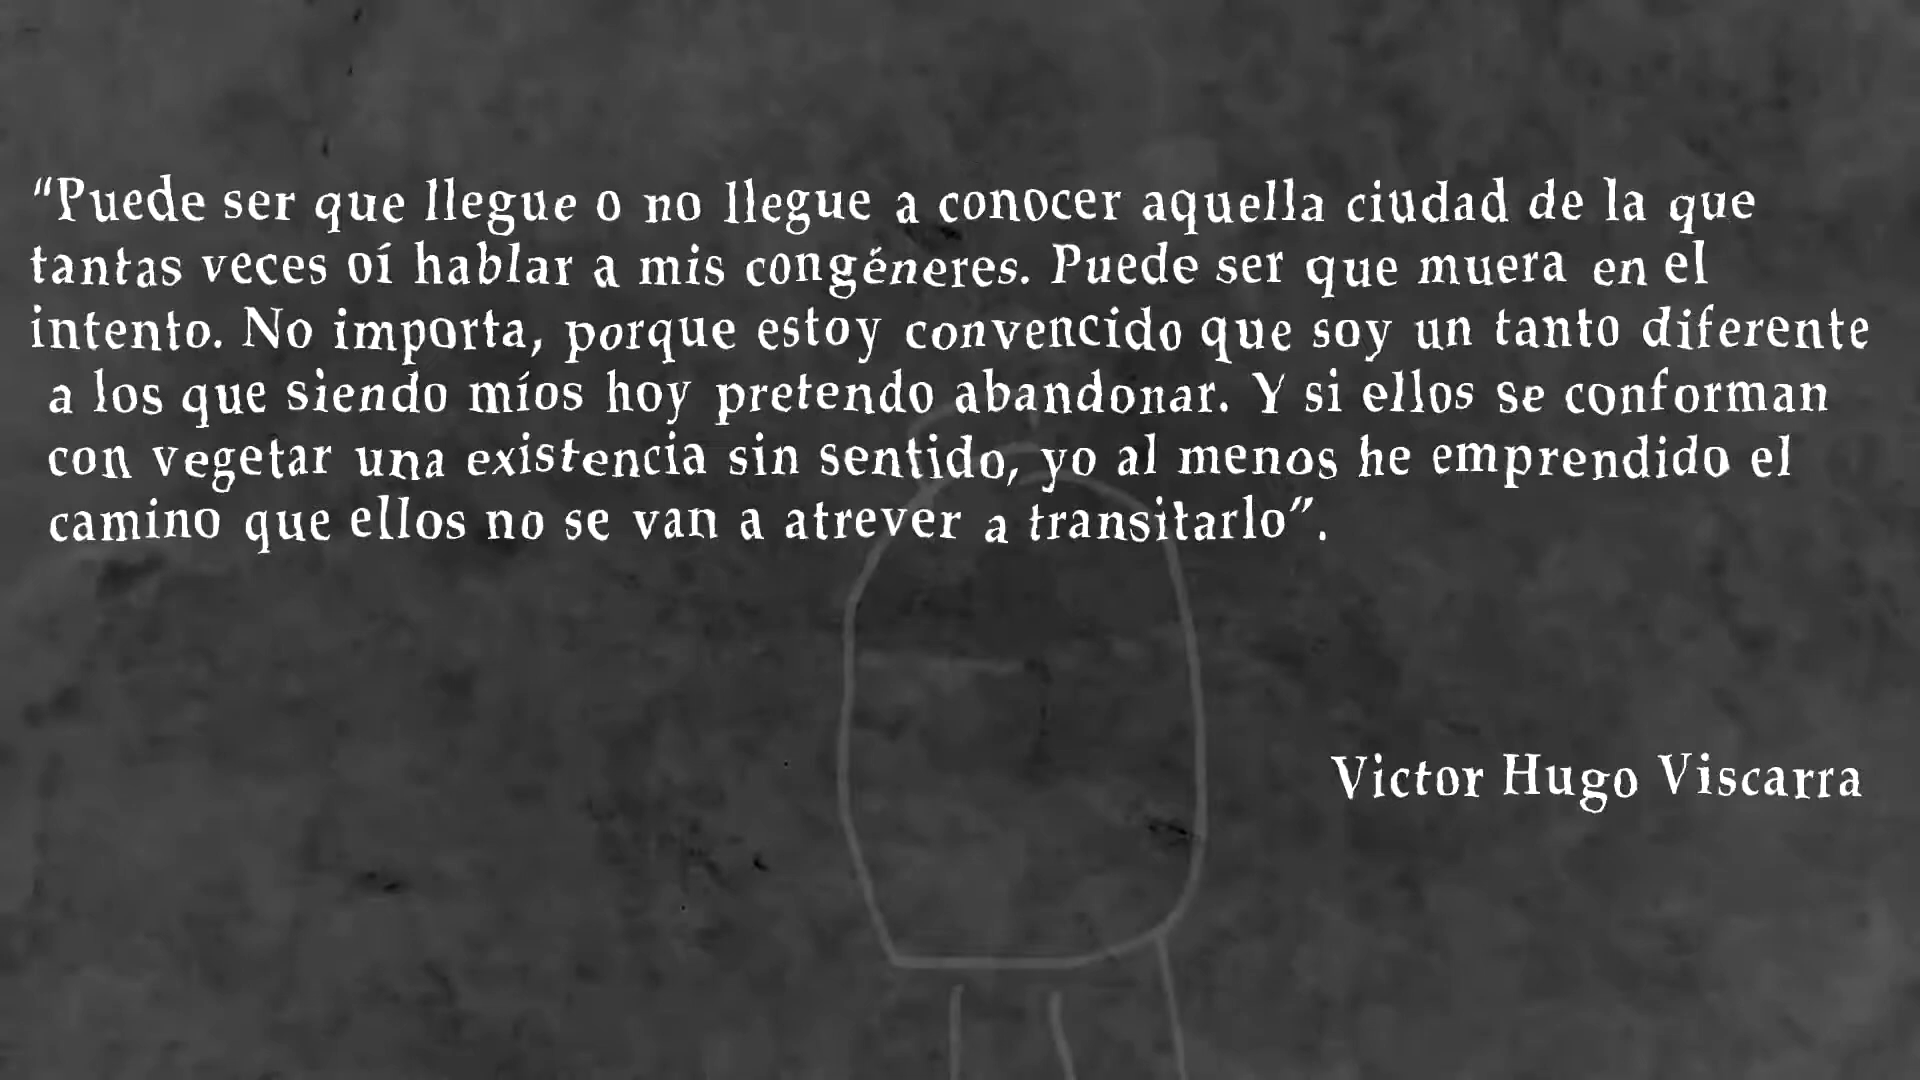 “Puede ser que llegue o no llegue a conocer aquella ciudad de la que
tantas veces oí hablar a mis congéneres. Puede ser que muera en el
intento. No importa, porque estoy convencido que soy un tanto diferente
a los que siendo míos hoy pretendo abandonar. Y si ellos se conforman
con vegetar una existencia sin sentido, yo al menos he emprendido el
camino que ellos no se van a atrever a transitarlo”.
Victor Hugo Viscarra